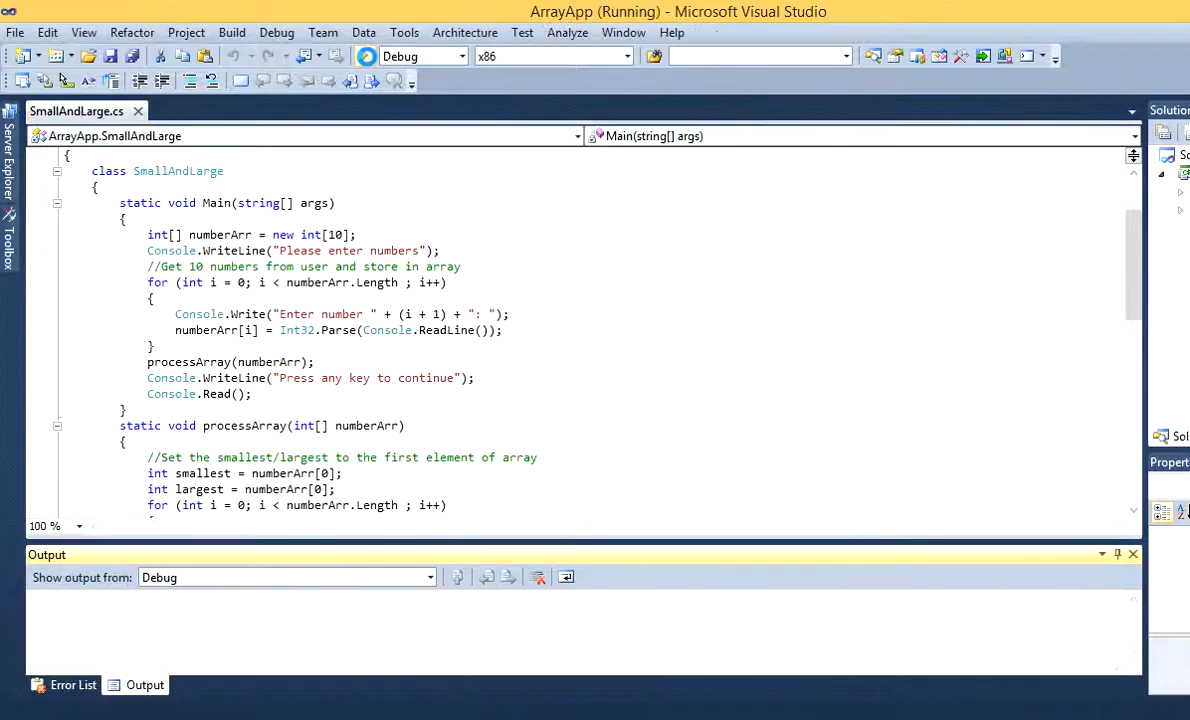 ArrayApp (Running) - Microsoft Visual Studio
File Edit View Refactor Project Build Debug Team Data Tools Architecture Test Analyze Window Help
Debug x86
SmallAndLarge.cs
Solution
ArrayApp.SmallAndLarge Main(string[] args)
Server Explorer
Toolbox
{
class SmallAndLarge
{
static void Main(string[] args)
{
int[] numberArr = new int[10];
Console.WriteLine("Please enter numbers");
//Get 10 numbers from user and store in array
for (int i = 0; i < numberArr.Length ; i++)
{
Console.Write("Enter number " + (i + 1) + ": ");
numberArr[i] = Int32.Parse(Console.ReadLine());
}
processArray(numberArr);
Console.WriteLine("Press any key to continue");
Console.Read();
}
static void processArray(int[] numberArr)
{
//Set the smallest/largest to the first element of array
int smallest = numberArr[0];
int largest = numberArr[0];
for (int i = 0; i < numberArr.Length ; i++)
100 %
So
Sol
Propert
Output
Show output from: Debug
Error List Output